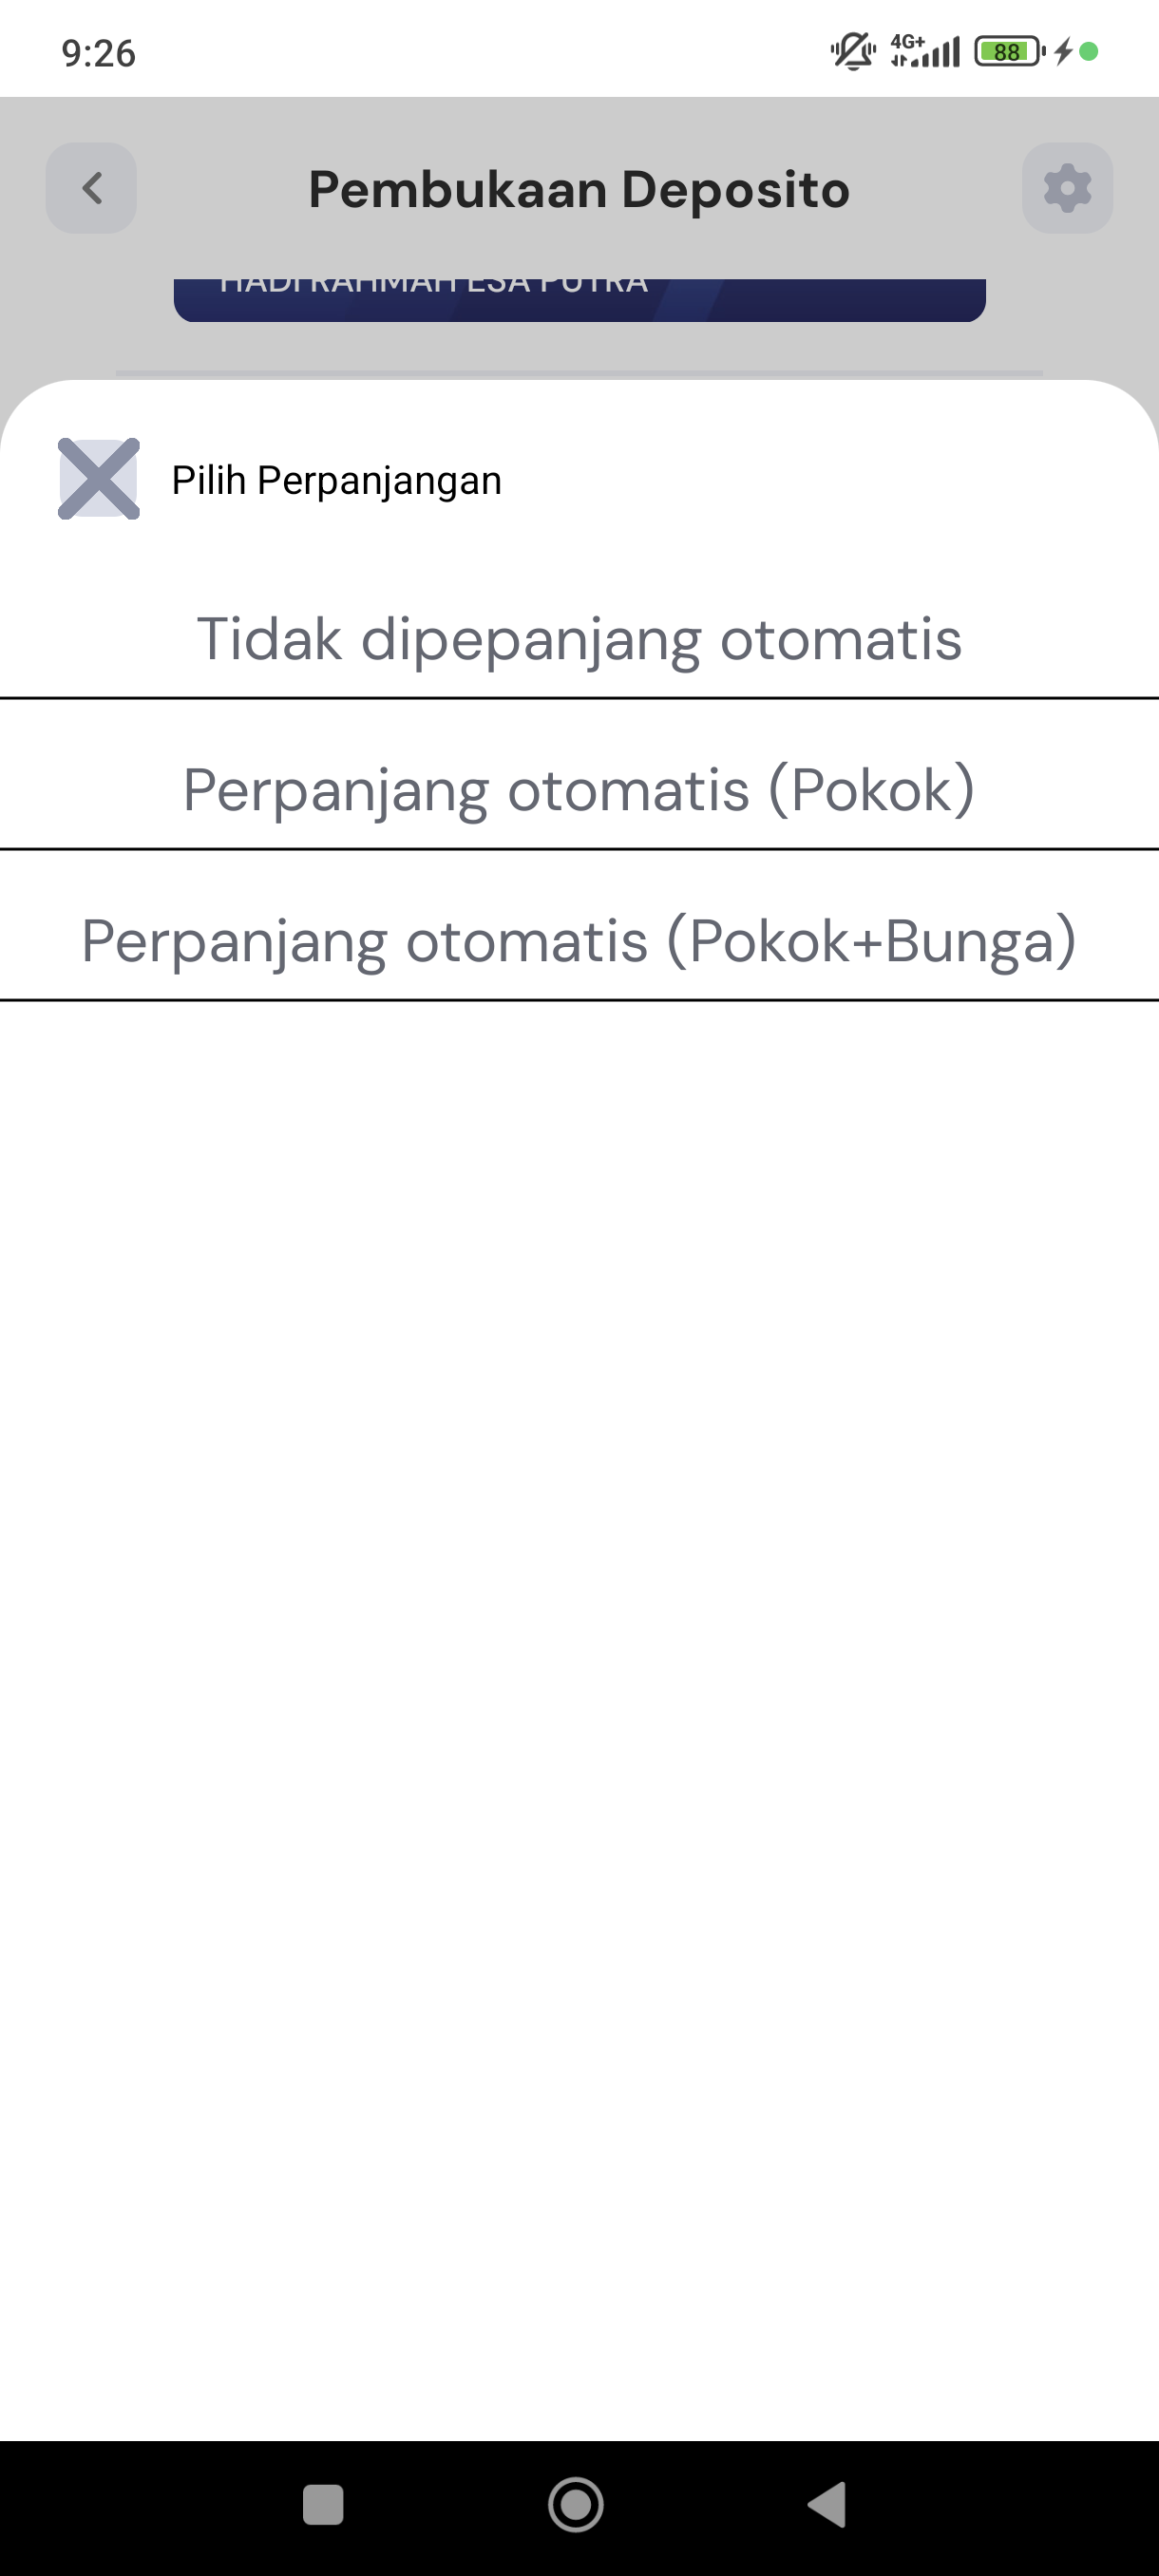 9:26
4G+
88
Pembukaan Deposito
HADI RAHMAH ESA PUTRA
Pilih Perpanjangan
Tidak dipepanjang otomatis
Perpanjang otomatis (Pokok)
Perpanjang otomatis (Pokok+Bunga)